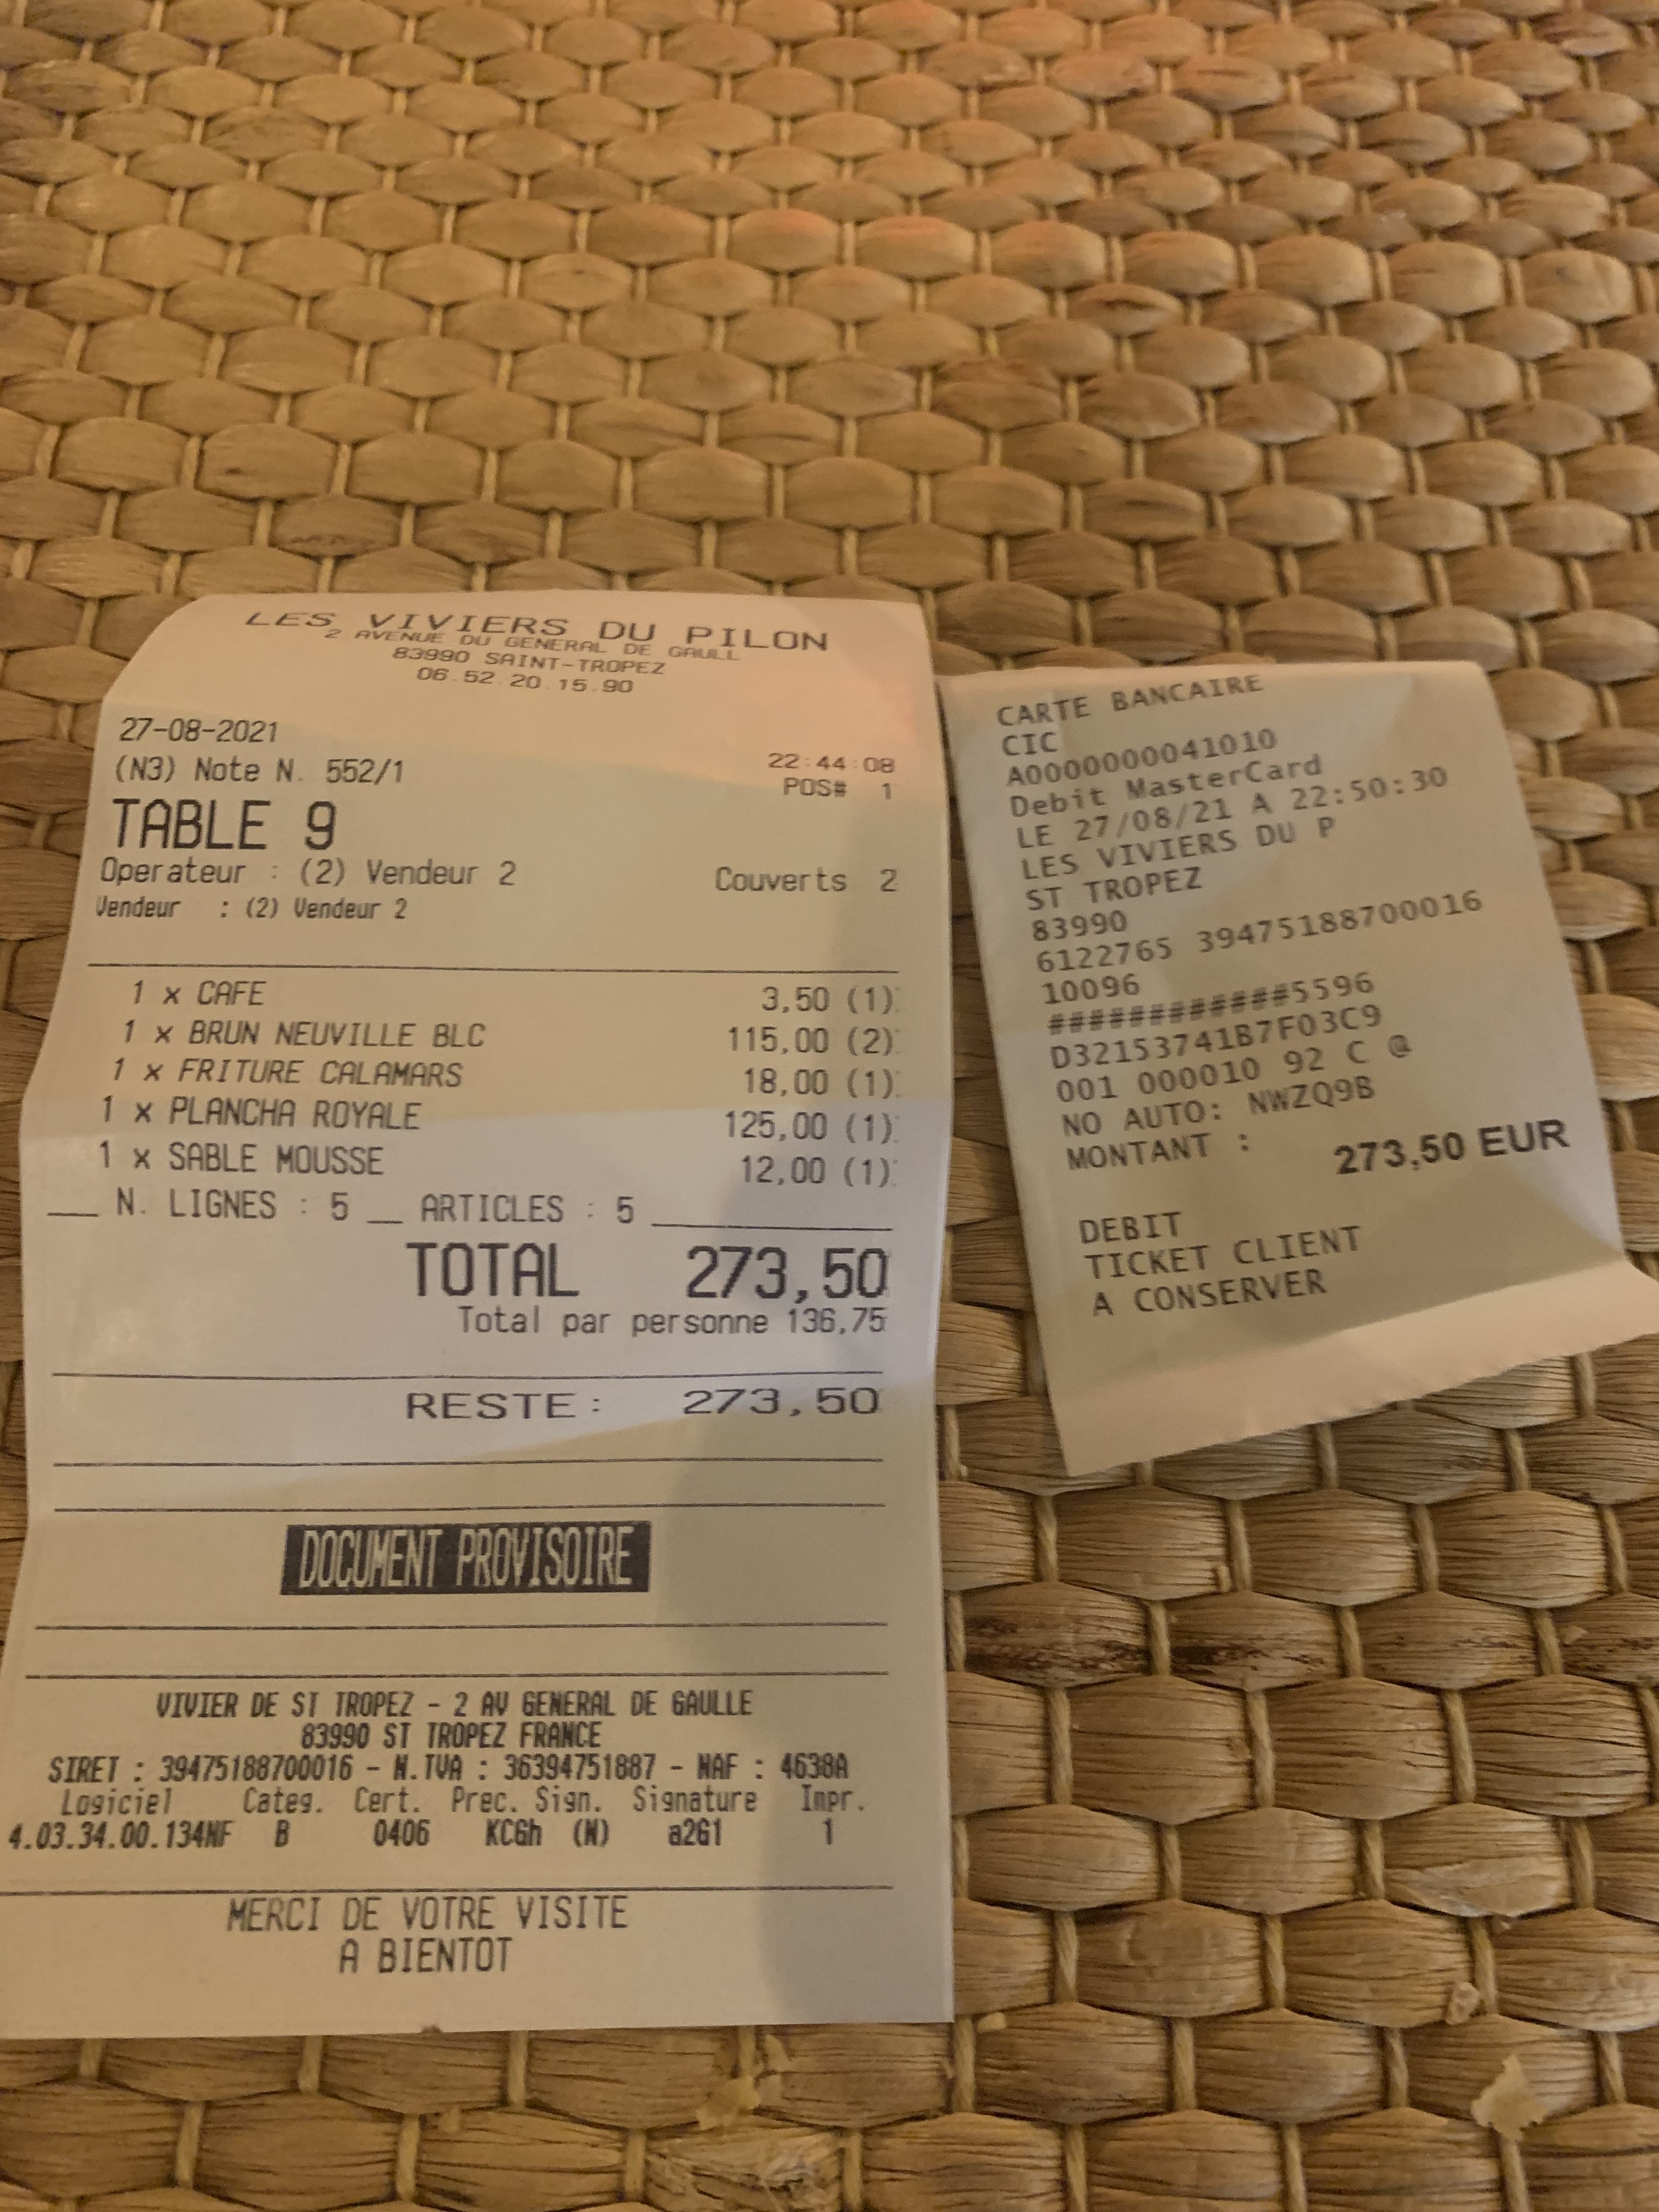 LES VIVIERS DU PILON
2 AVENUE DU GENERAL DE GAULL
83990 SAINT-TROPEZ
06.52.20.15.90
27-08-2021
22:44:08
(N3) Note N. 552/1
POS# 1
TABLE 9
Operateur : (2) Vendeur 2 Couverts 2
Vendeur : (2) Vendeur 2
1 x CAFE 3,50 (1)
1 x BRUN NEUVILLE BLC 115,00 (2)
1 x FRITURE CALAMARS 18,00 (1)
1 x PLANCHA ROYALE 125,00 (1)
1 x SABLE MOUSSE 12,00 (1)
N. LIGNES : 5 ARTICLES : 5
TOTAL 273,50
Total par personne 136,75
RESTE: 273,50
DOCUMENT PROVISOIRE
VIVIER DE ST TROPEZ - 2 AV GENERAL DE GAULLE
83990 ST TROPEZ FRANCE
SIRET : 39475188700016 - N.TVA : 36394751887 - NAF : 4638A
Logiciel Categ. Cert. Prec. Sign. Signature Impr.
4.03.34.00.134NF B 0406 KCGh (N) a261 1
MERCI DE VOTRE VISITE
A BIENTOT
CARTE BANCAIRE
CIC
A0000000041010
Debit MasterCard
LE 27/08/21 A 22:50:30
LES VIVIERS DU P
ST TROPEZ
83990
6122765 39475188700016
10096
############5596
D32153741B7F03C9
001 000010 92 C @
NO AUTO: NWZQ9B
MONTANT :
273,50 EUR
DEBIT
TICKET CLIENT
A CONSERVER